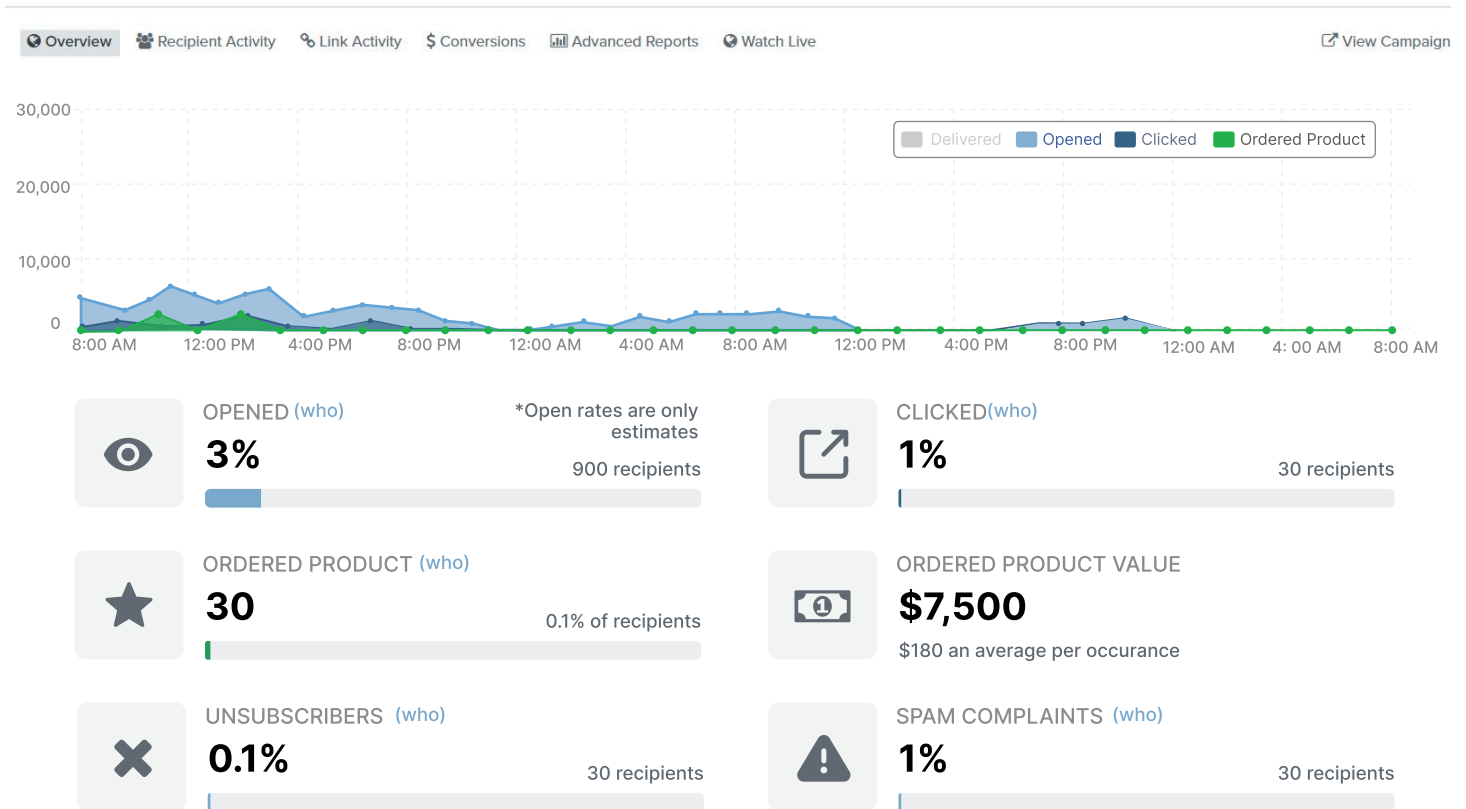 Overview Recipient Activity Link Activity $ Conversions Advanced Reports Watch Live View Campaign
30,000
Delivered Opened Clicked Ordered Product
20,000
10,000
0
8:00 AM 12:00 PM 4:00 PM 8:00 PM 12:00 AM 4:00 AM 8:00 AM 12:00 PM 4:00 PM 8:00 PM 12:00 AM 4: 00 AM 8:00 AM
OPENED (who)
*Open rates are only
estimates
3%
900 recipients
CLICKED(who)
1%
30 recipients
ORDERED PRODUCT (who)
30
0.1% of recipients
ORDERED PRODUCT VALUE
1
$7,500
$180 an average per occurance
UNSUBSCRIBERS (who)
0.1%
30 recipients
SPAM COMPLAINTS (who)
1%
30 recipients